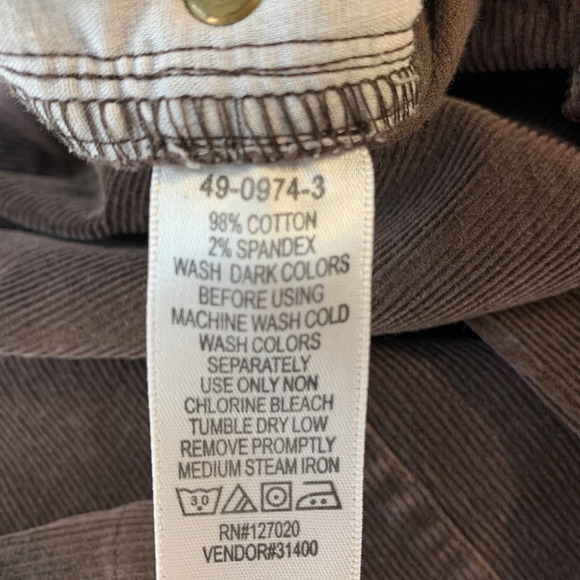 49-0974-3
98% COTTON
2% SPANDEX
WASH DARK COLORS
BEFORE USING
MACHINE WASH COLD
WASH COLORS
SEPARATELY
USE ONLY NON
CHLORINE BLEACH
TUMBLE DRY LOW
REMOVE PROMPTLY
MEDIUM STEAM IRON
30
RN#127020
VENDOR#31400